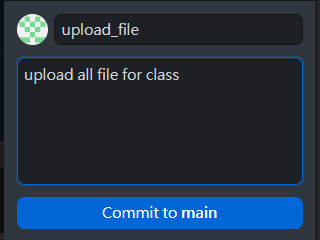 upload_file
upload all file for class
Commit to main